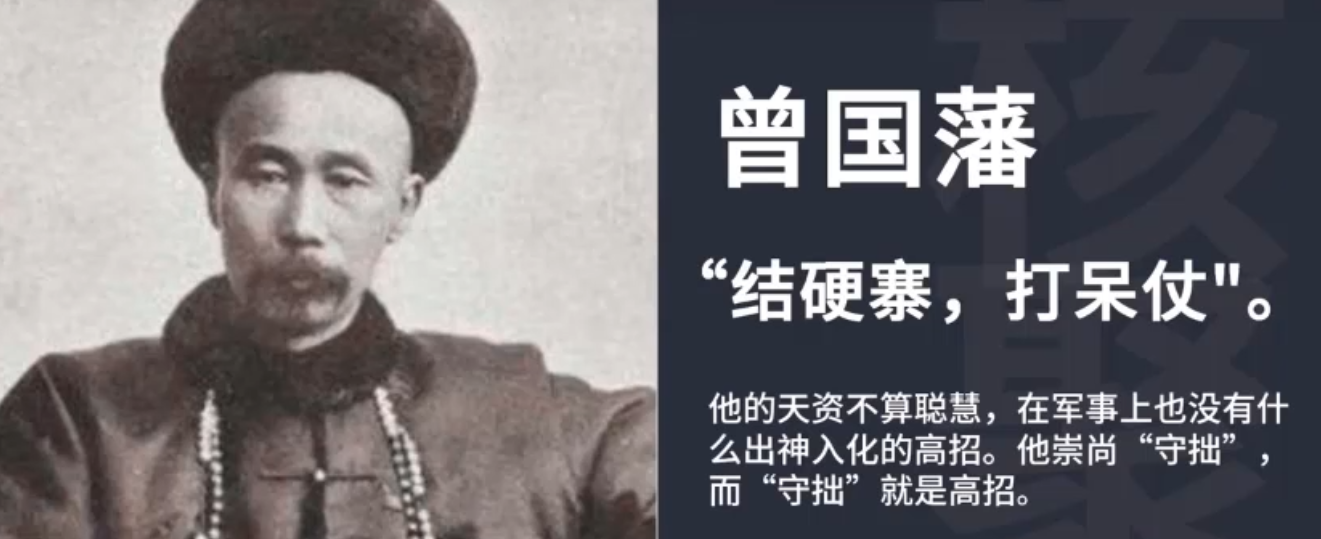 曾国藩
“结硬寨，打呆仗"。
他的天资不算聪慧，在军事上也没有什
么出神入化的高招。他崇尚“守拙”，
而“守拙”就是高招。